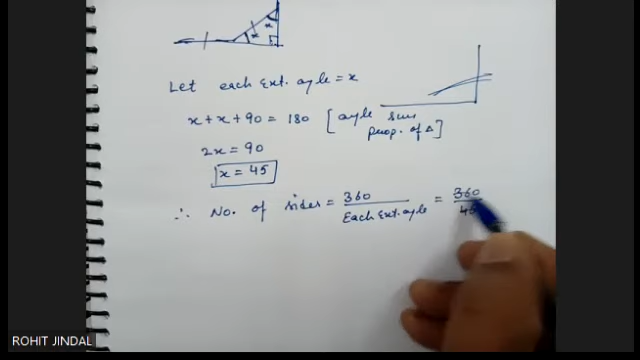 x
x
Let each Ext. angle = x
x + x + 90 = 180 [angle sum
prop. of Δ]
2x = 90
x = 45
∴ No. of sides = 360 / Each Ext. angle = 360 / 4
ROHIT JINDAL